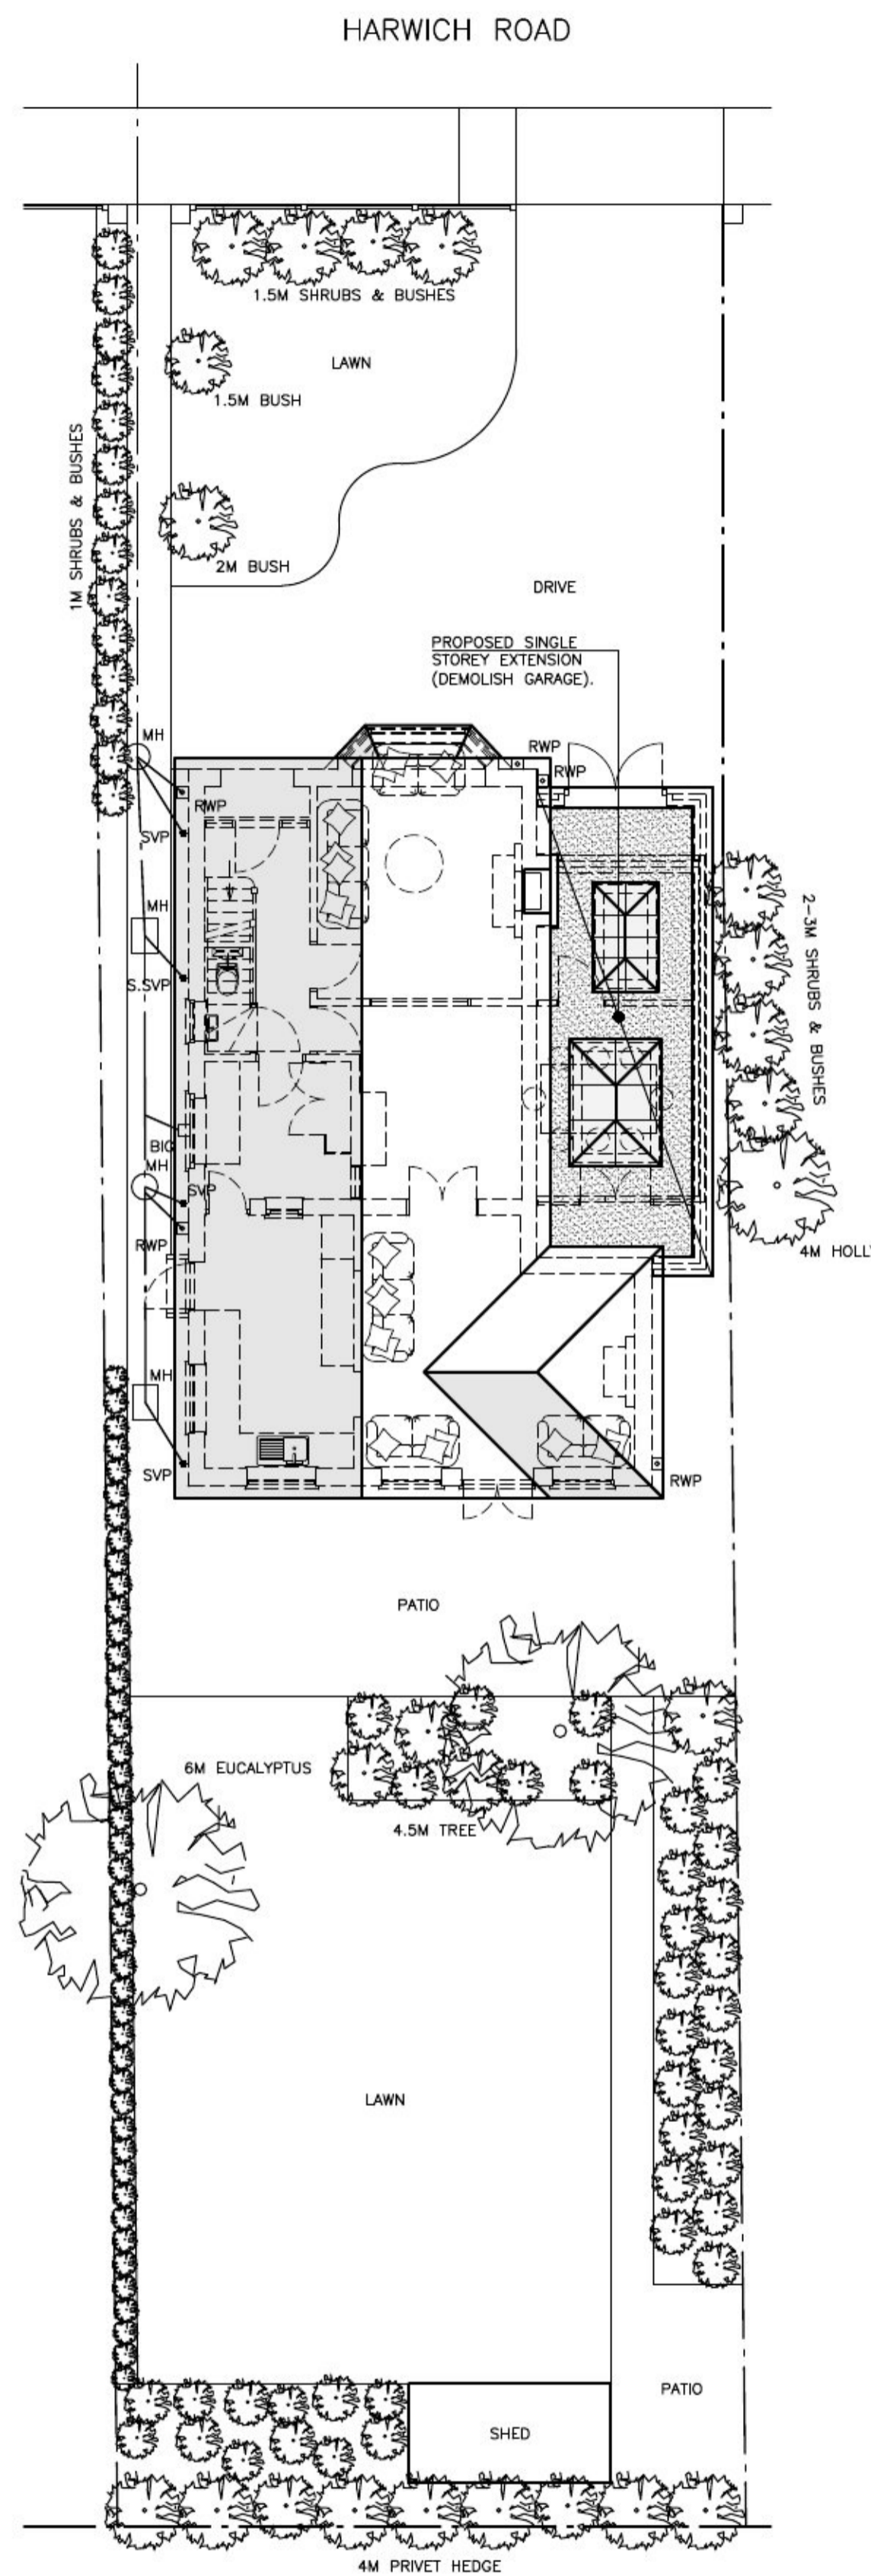 HARWICH ROAD
1.5M SHRUBS & BUSHES
LAWN
1.5M BUSH
1M SHRUBS & BUSHES
2M BUSH
DRIVE
PROPOSED SINGLE
STOREY EXTENSION
(DEMOLISH GARAGE).
MH
RWP
RWP
RWP
SVP
MH
S.SVP
2-3M SHRUBS & BUSHES
BIG
MH
SVP
RWP
4M HOLLY
MH
SVP
RWP
PATIO
6M EUCALYPTUS
4.5M TREE
LAWN
PATIO
SHED
4M PRIVET HEDGE